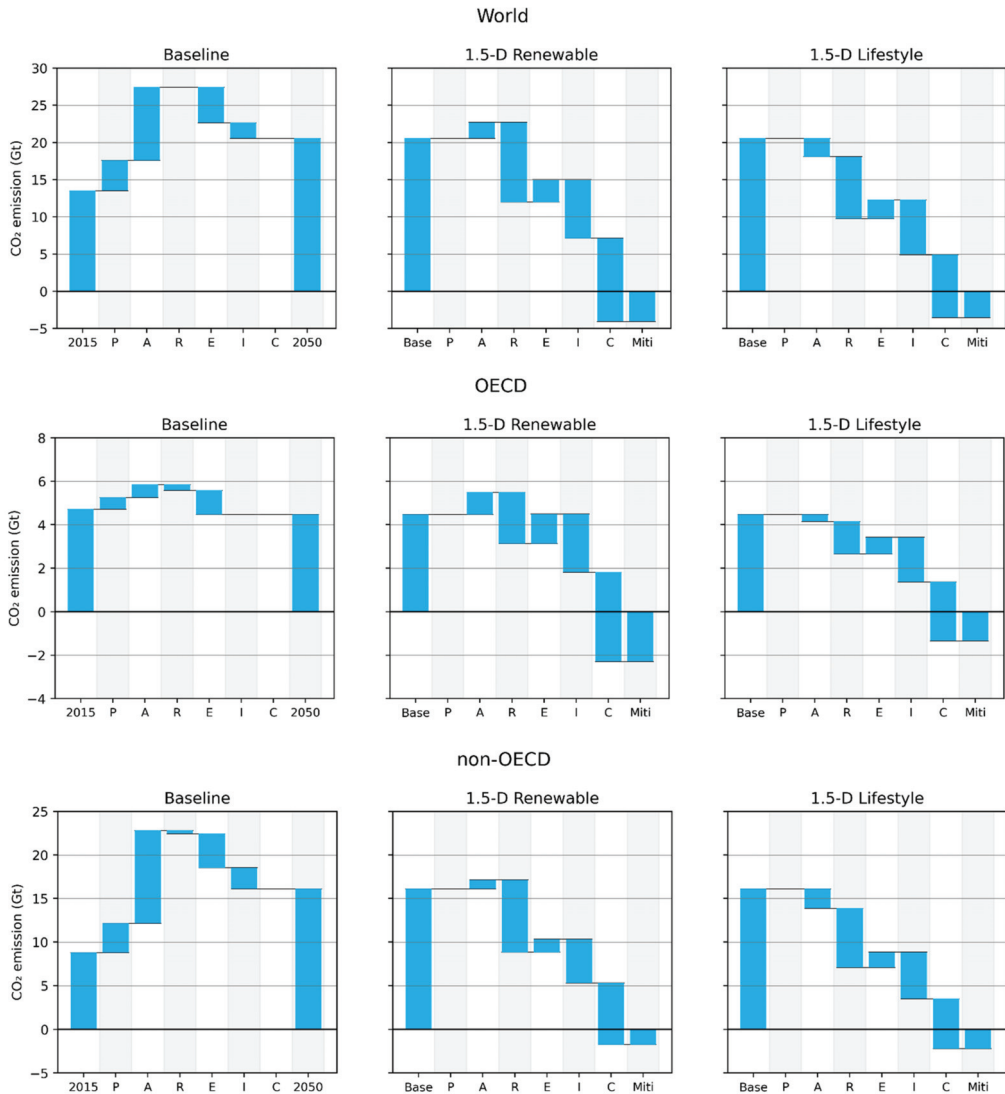 World
Baseline
1.5-D Renewable
1.5-D Lifestyle
CO₂ emission (Gt)
30
25
20
15
10
5
0
−5
2015 P A R E I C 2050
Base P A R E I C Miti
Base P A R E I C Miti
OECD
Baseline
1.5-D Renewable
1.5-D Lifestyle
CO₂ emission (Gt)
8
6
4
2
0
−2
−4
2015 P A R E I C 2050
Base P A R E I C Miti
Base P A R E I C Miti
non-OECD
Baseline
1.5-D Renewable
1.5-D Lifestyle
CO₂ emission (Gt)
25
20
15
10
5
0
−5
2015 P A R E I C 2050
Base P A R E I C Miti
Base P A R E I C Miti